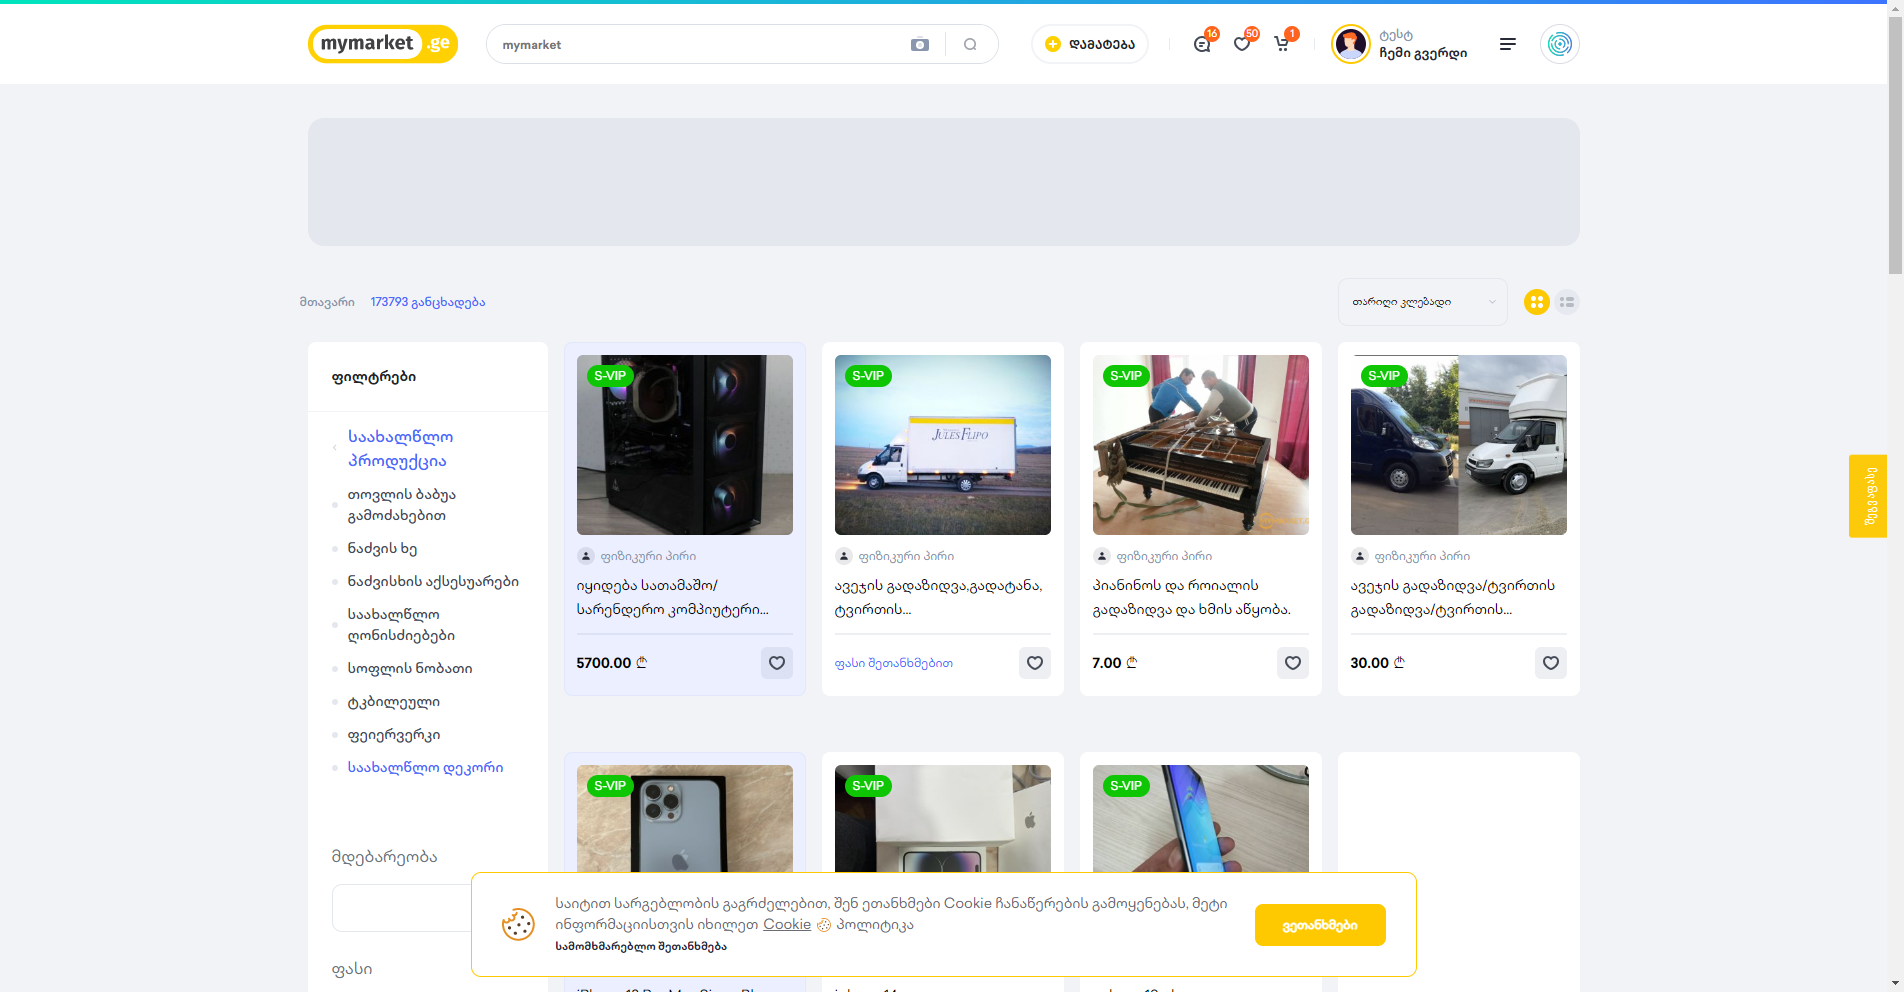 mymarket.ge
mymarket
დამატება
16
50
1
ტესტ
ჩემი გვერდი
მთავარი
173793 განცხადება
თარიღი კლებადი
ფილტრები
საახალწლო
პროდუქცია
თოვლის ბაბუა
გამოძახებით
ნაძვის ხე
ნაძვისხის აქსესუარები
საახალწლო
ღონისძიებები
სოფლის ნობათი
ტკბილეული
ფეიერვერკი
საახალწლო დეკორი
მდებარეობა
ფასი
S-VIP
ფიზიკური პირი
იყიდება სათამაშო/
სარენდერო კომპიუტერი...
5700.00 ₾
S-VIP
JULES FLIPO
ფიზიკური პირი
ავეჯის გადაზიდვა,გადატანა,
ტვირთის...
ფასი შეთანხმებით
S-VIP
ფიზიკური პირი
პიანინოს და როიალის
გადაზიდვა და ხმის აწყობა.
7.00 ₾
S-VIP
ფიზიკური პირი
ავეჯის გადაზიდვა/ტვირთის
გადაზიდვა/ტვირთის...
30.00 ₾
შეაფასე
S-VIP
S-VIP
S-VIP
საიტით სარგებლობის გაგრძელებით, შენ ეთანხმები Cookie ჩანაწერების გამოყენებას, მეტი
ინფორმაციისთვის იხილეთ Cookie პოლიტიკა
სამომხმარებლო შეთანხმება
ვეთანხმები